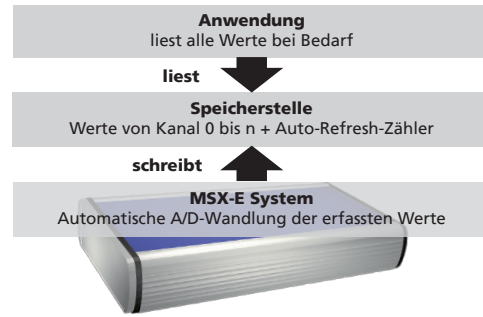 Anwendung
liest alle Werte bei Bedarf
liest
Speicherstelle
Werte von Kanal 0 bis n + Auto-Refresh-Zähler
schreibt
MSX-E System
Automatische A/D-Wandlung der erfassten Werte